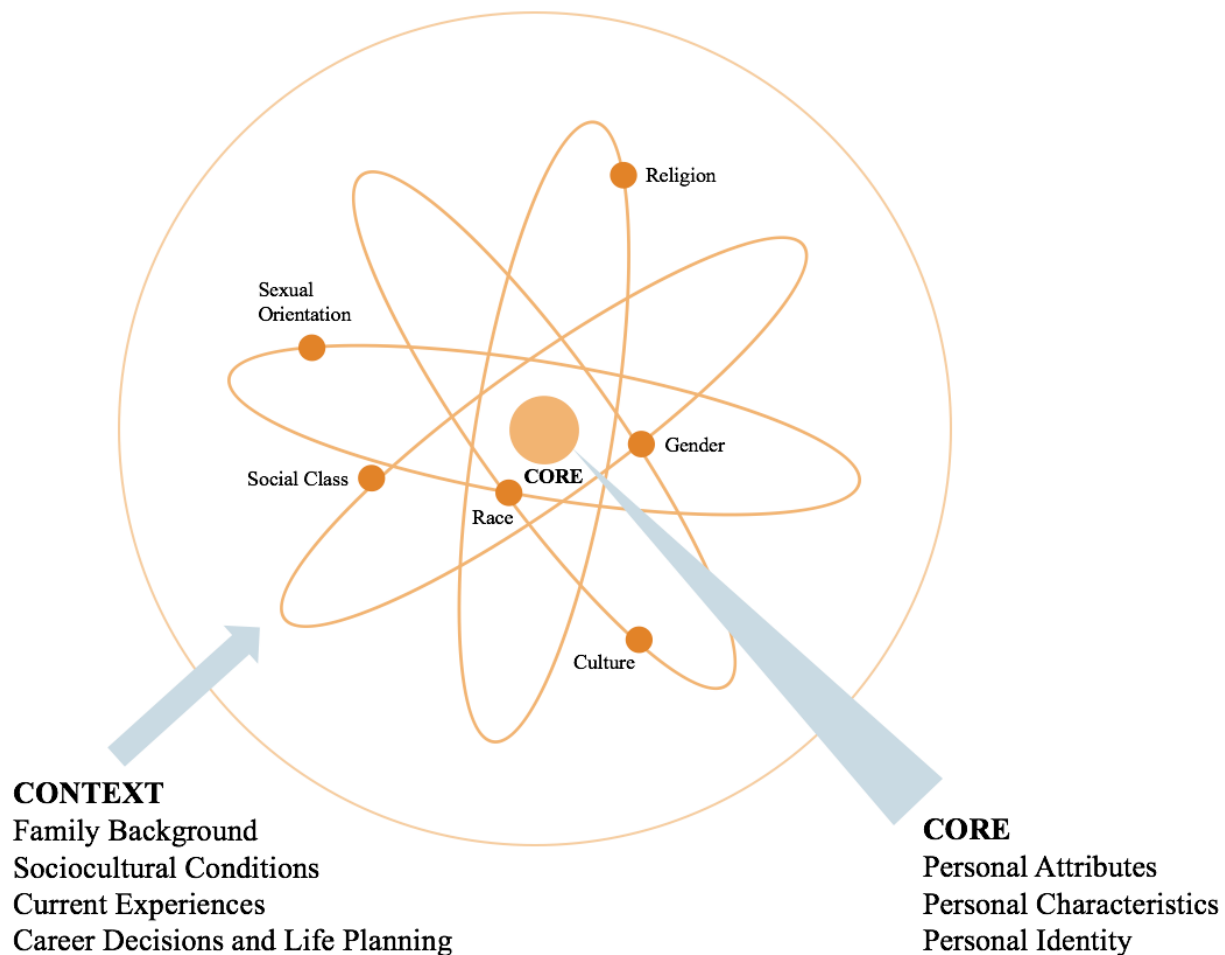 Religion
Sexual
Orientation
Gender
Social Class
CORE
Race
Culture
CONTEXT
Family Background
Sociocultural Conditions
Current Experiences
Career Decisions and Life Planning
CORE
Personal Attributes
Personal Characteristics
Personal Identity